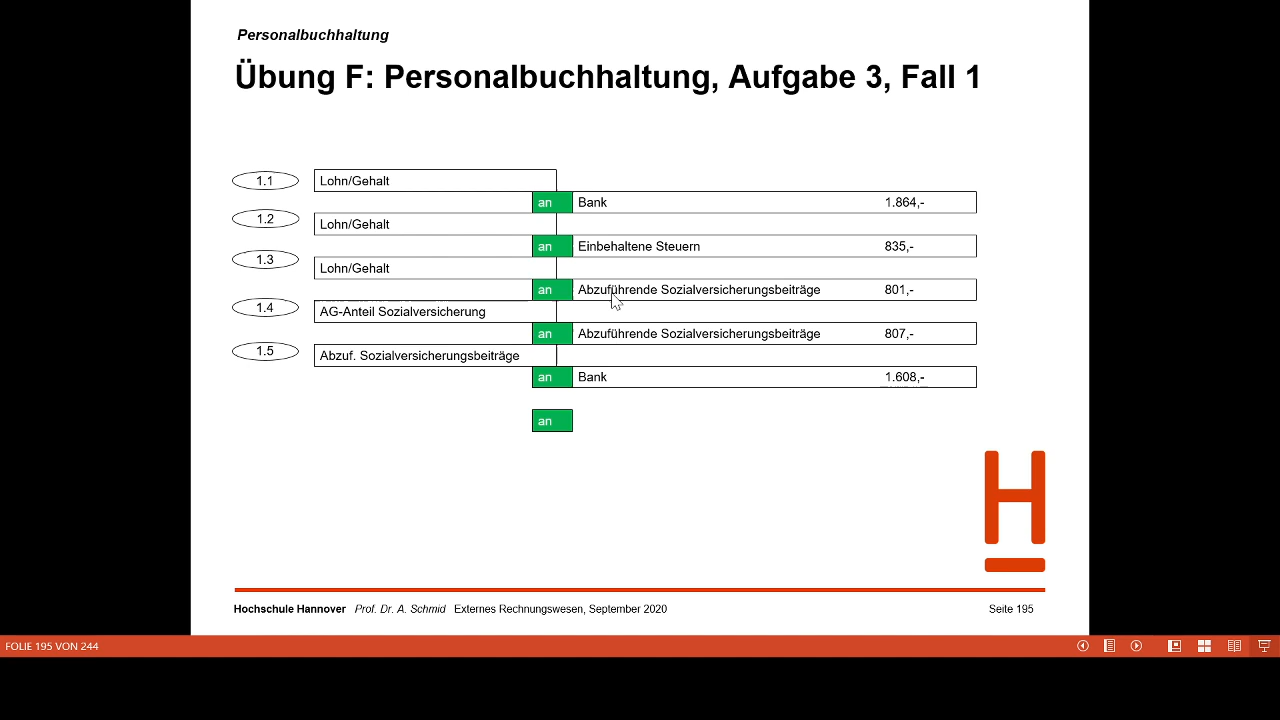 Personalbuchhaltung
Übung F: Personalbuchhaltung, Aufgabe 3, Fall 1
1.1 Lohn/Gehalt
an Bank 1.864,-
1.2 Lohn/Gehalt
an Einbehaltene Steuern 835,-
1.3 Lohn/Gehalt
an Abzuführende Sozialversicherungsbeiträge 801,-
1.4 AG-Anteil Sozialversicherung
an Abzuführende Sozialversicherungsbeiträge 807,-
1.5 Abzuf. Sozialversicherungsbeiträge
an Bank 1.608,-
an
H
Hochschule Hannover Prof. Dr. A. Schmid Externes Rechnungswesen, September 2020 Seite 195
FOLIE 195 VON 244